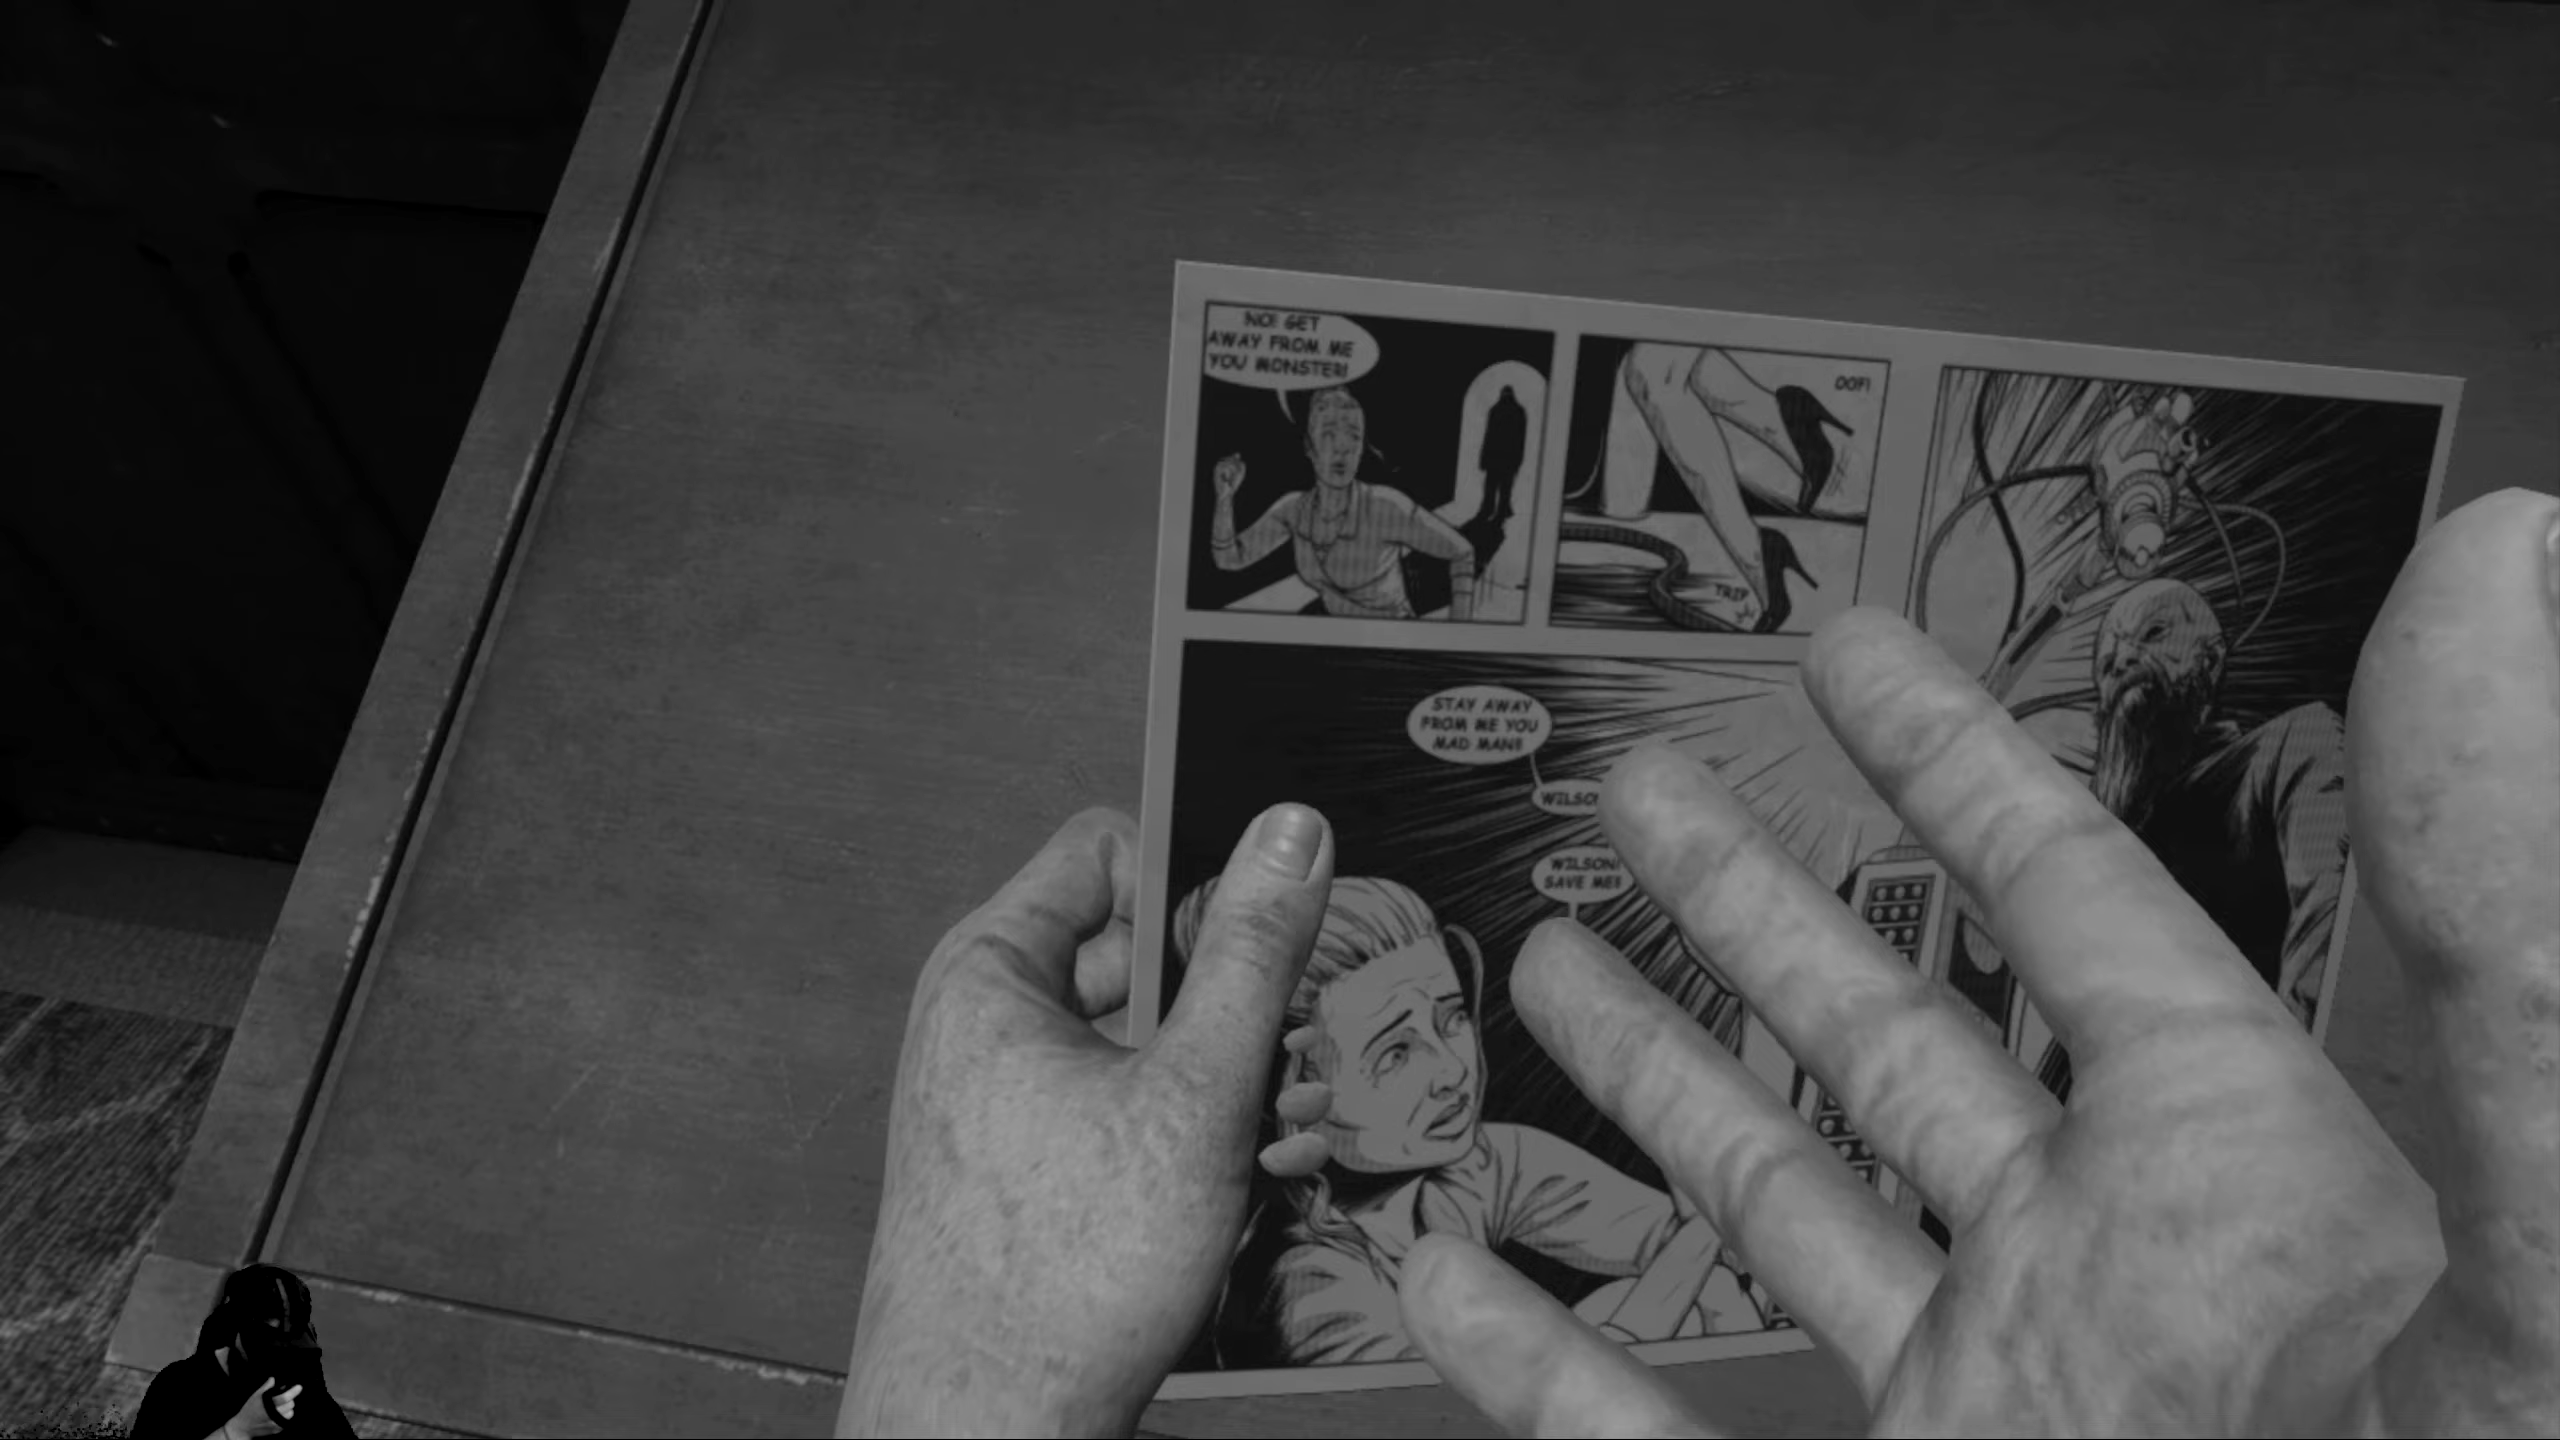 NO! GET
AWAY FROM ME
YOU MONSTER!
OOF!
TRIP
STAY AWAY
FROM ME YOU
MAD MAN!!
WILSON
WILSON!
SAVE ME!!